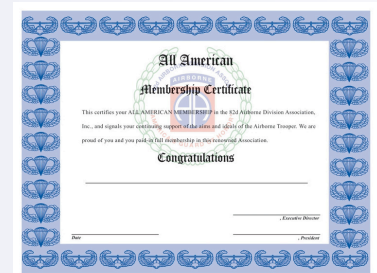 All American
AIRBORNE
Membership Certificate
This certifies your ALL AMERICAN MEMBERSHIP in the 82d Airborne Division Association,
Inc., and signals your continuing support of the aims and ideals of the Airborne Trooper. We are
proud of you and you paid-in full membership in this renowned Association.
Congratulations
, Executive Director
Date
, President